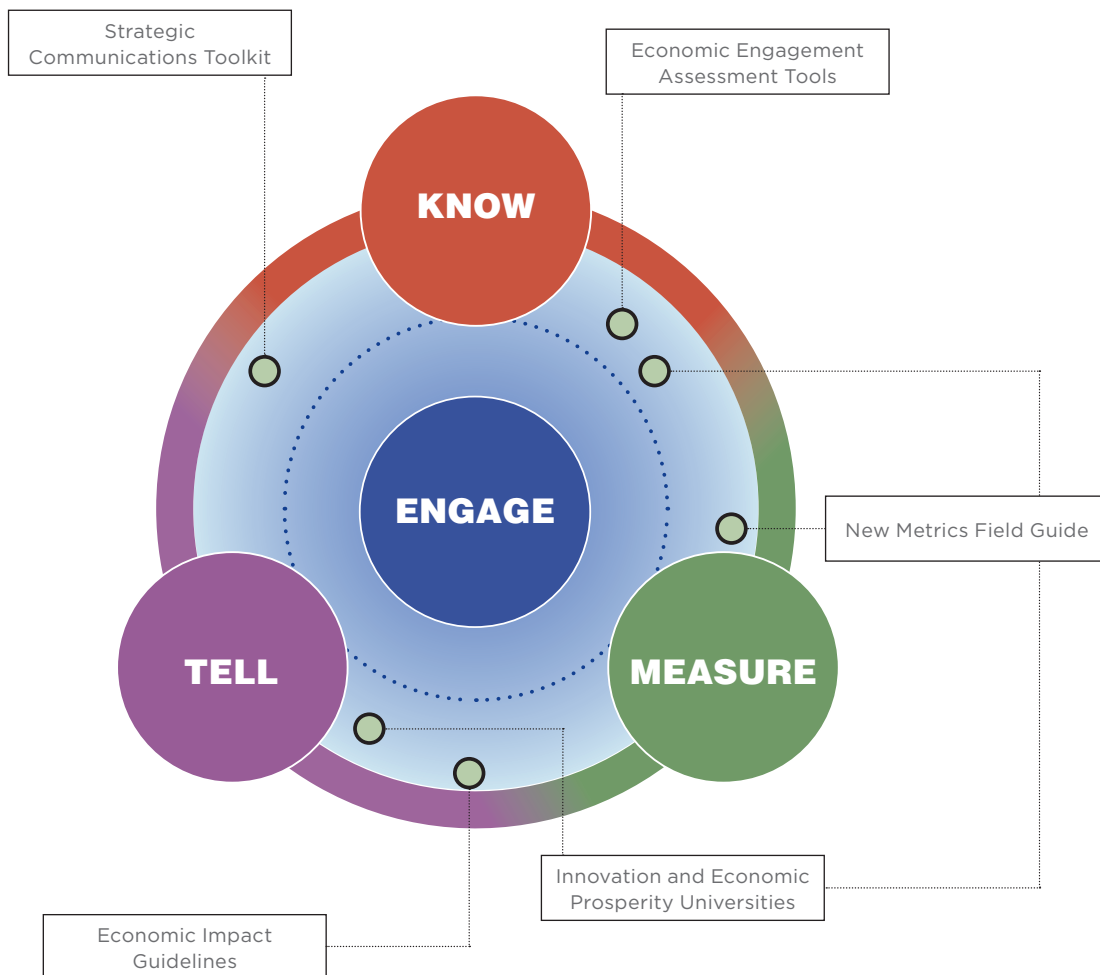 Strategic
Communications Toolkit
Economic Engagement
Assessment Tools
KNOW
ENGAGE
New Metrics Field Guide
TELL
MEASURE
Innovation and Economic
Prosperity Universities
Economic Impact
Guidelines